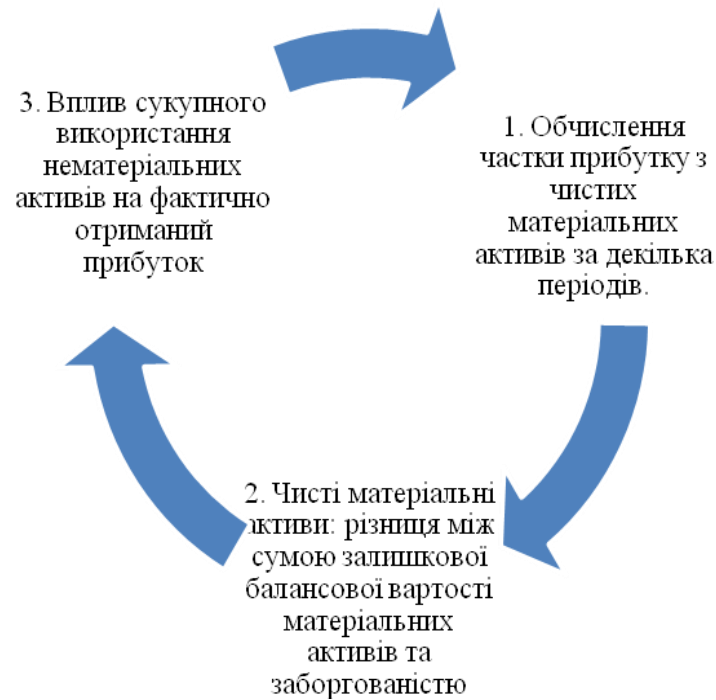 1. Обчислення
частки прибутку з
чистих
матеріальних
активів за декілька
періодів.
2. Чисті матеріальні
активи: різниця між
сумою залишкової
балансової вартості
матеріальних
активів та
заборгованістю
3. Вплив сукупного
використання
нематеріальних
активів на фактично
отриманий
прибуток